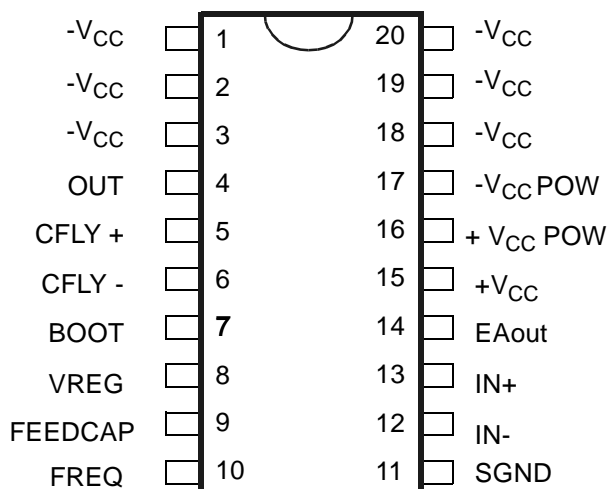 -VCC 1 20 -VCC
-VCC 2 19 -VCC
-VCC 3 18 -VCC
OUT 4 17 -VCC POW
CFLY + 5 16 + VCC POW
CFLY - 6 15 +VCC
BOOT 7 14 EAout
VREG 8 13 IN+
FEEDCAP 9 12 IN-
FREQ 10 11 SGND